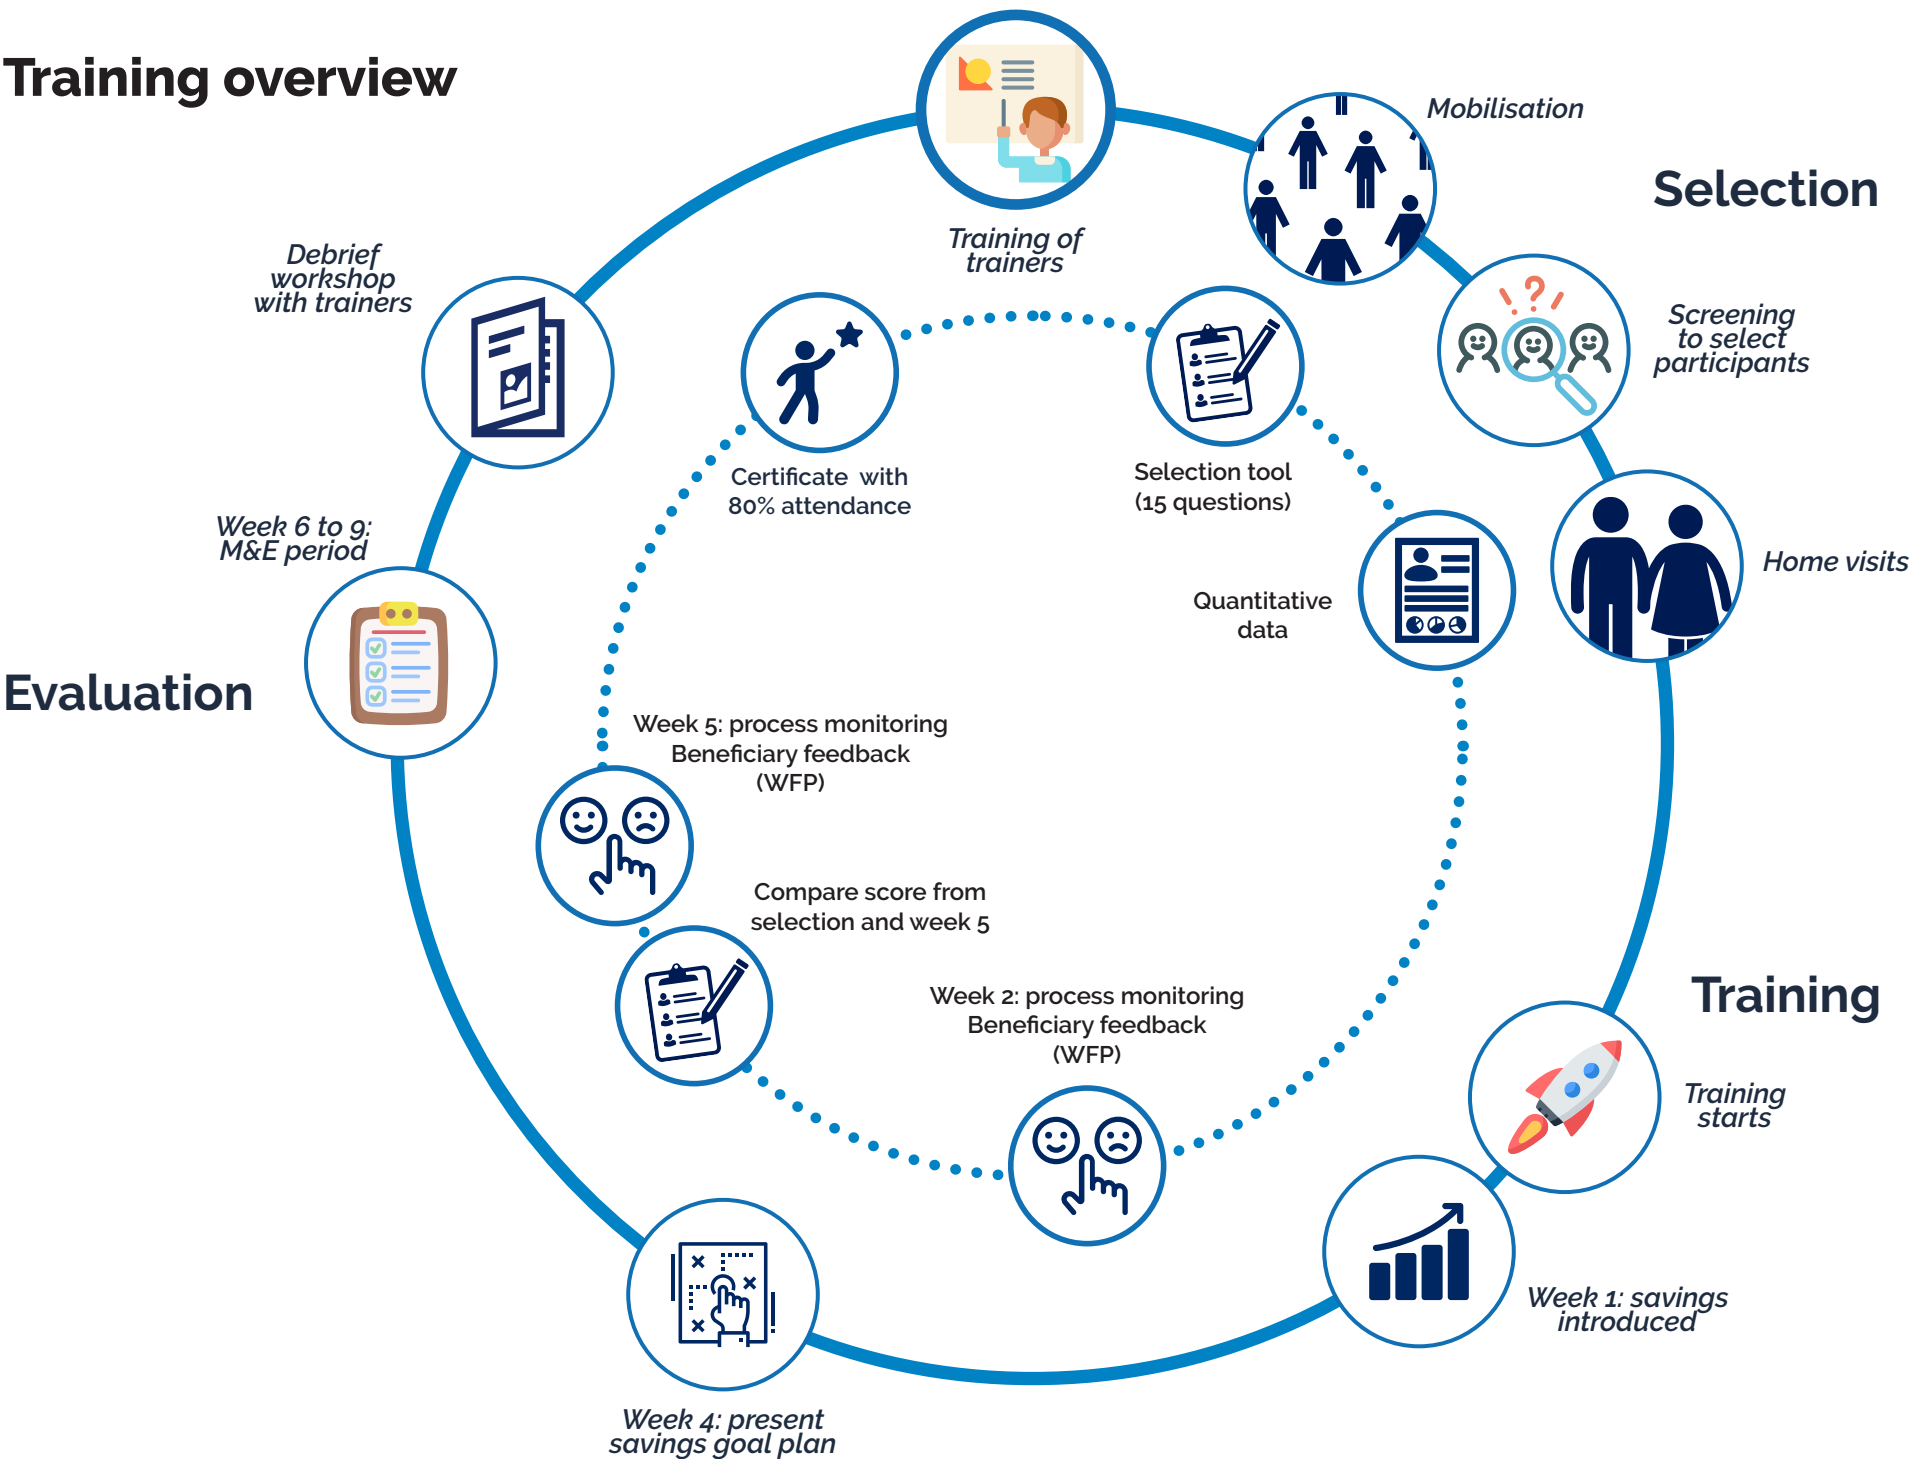 Training overview
Training of
trainers
Mobilisation
Selection
Screening
to select
participants
Home visits
Training
Training
starts
Week 1: savings
introduced
Week 4: present
savings goal plan
Evaluation
Week 6 to 9:
M&E period
Debrief
workshop
with trainers
Selection tool
(15 questions)
Quantitative
data
Week 2: process monitoring
Beneficiary feedback
(WFP)
Compare score from
selection and week 5
Week 5: process monitoring
Beneficiary feedback
(WFP)
Certificate with
80% attendance